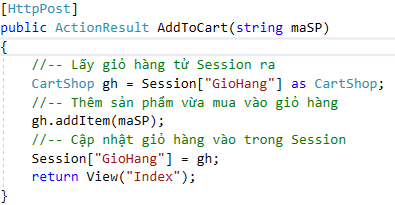 [HttpPost]
public ActionResult AddToCart(string maSP)
{
//-- Lấy giỏ hàng từ Session ra
CartShop gh = Session["GioHang"] as CartShop;
//-- Thêm sản phẩm vừa mua vào giỏ hàng
gh.addItem(maSP);
//-- Cập nhật giỏ hàng vào trong Session
Session["GioHang"] = gh;
return View("Index");
}